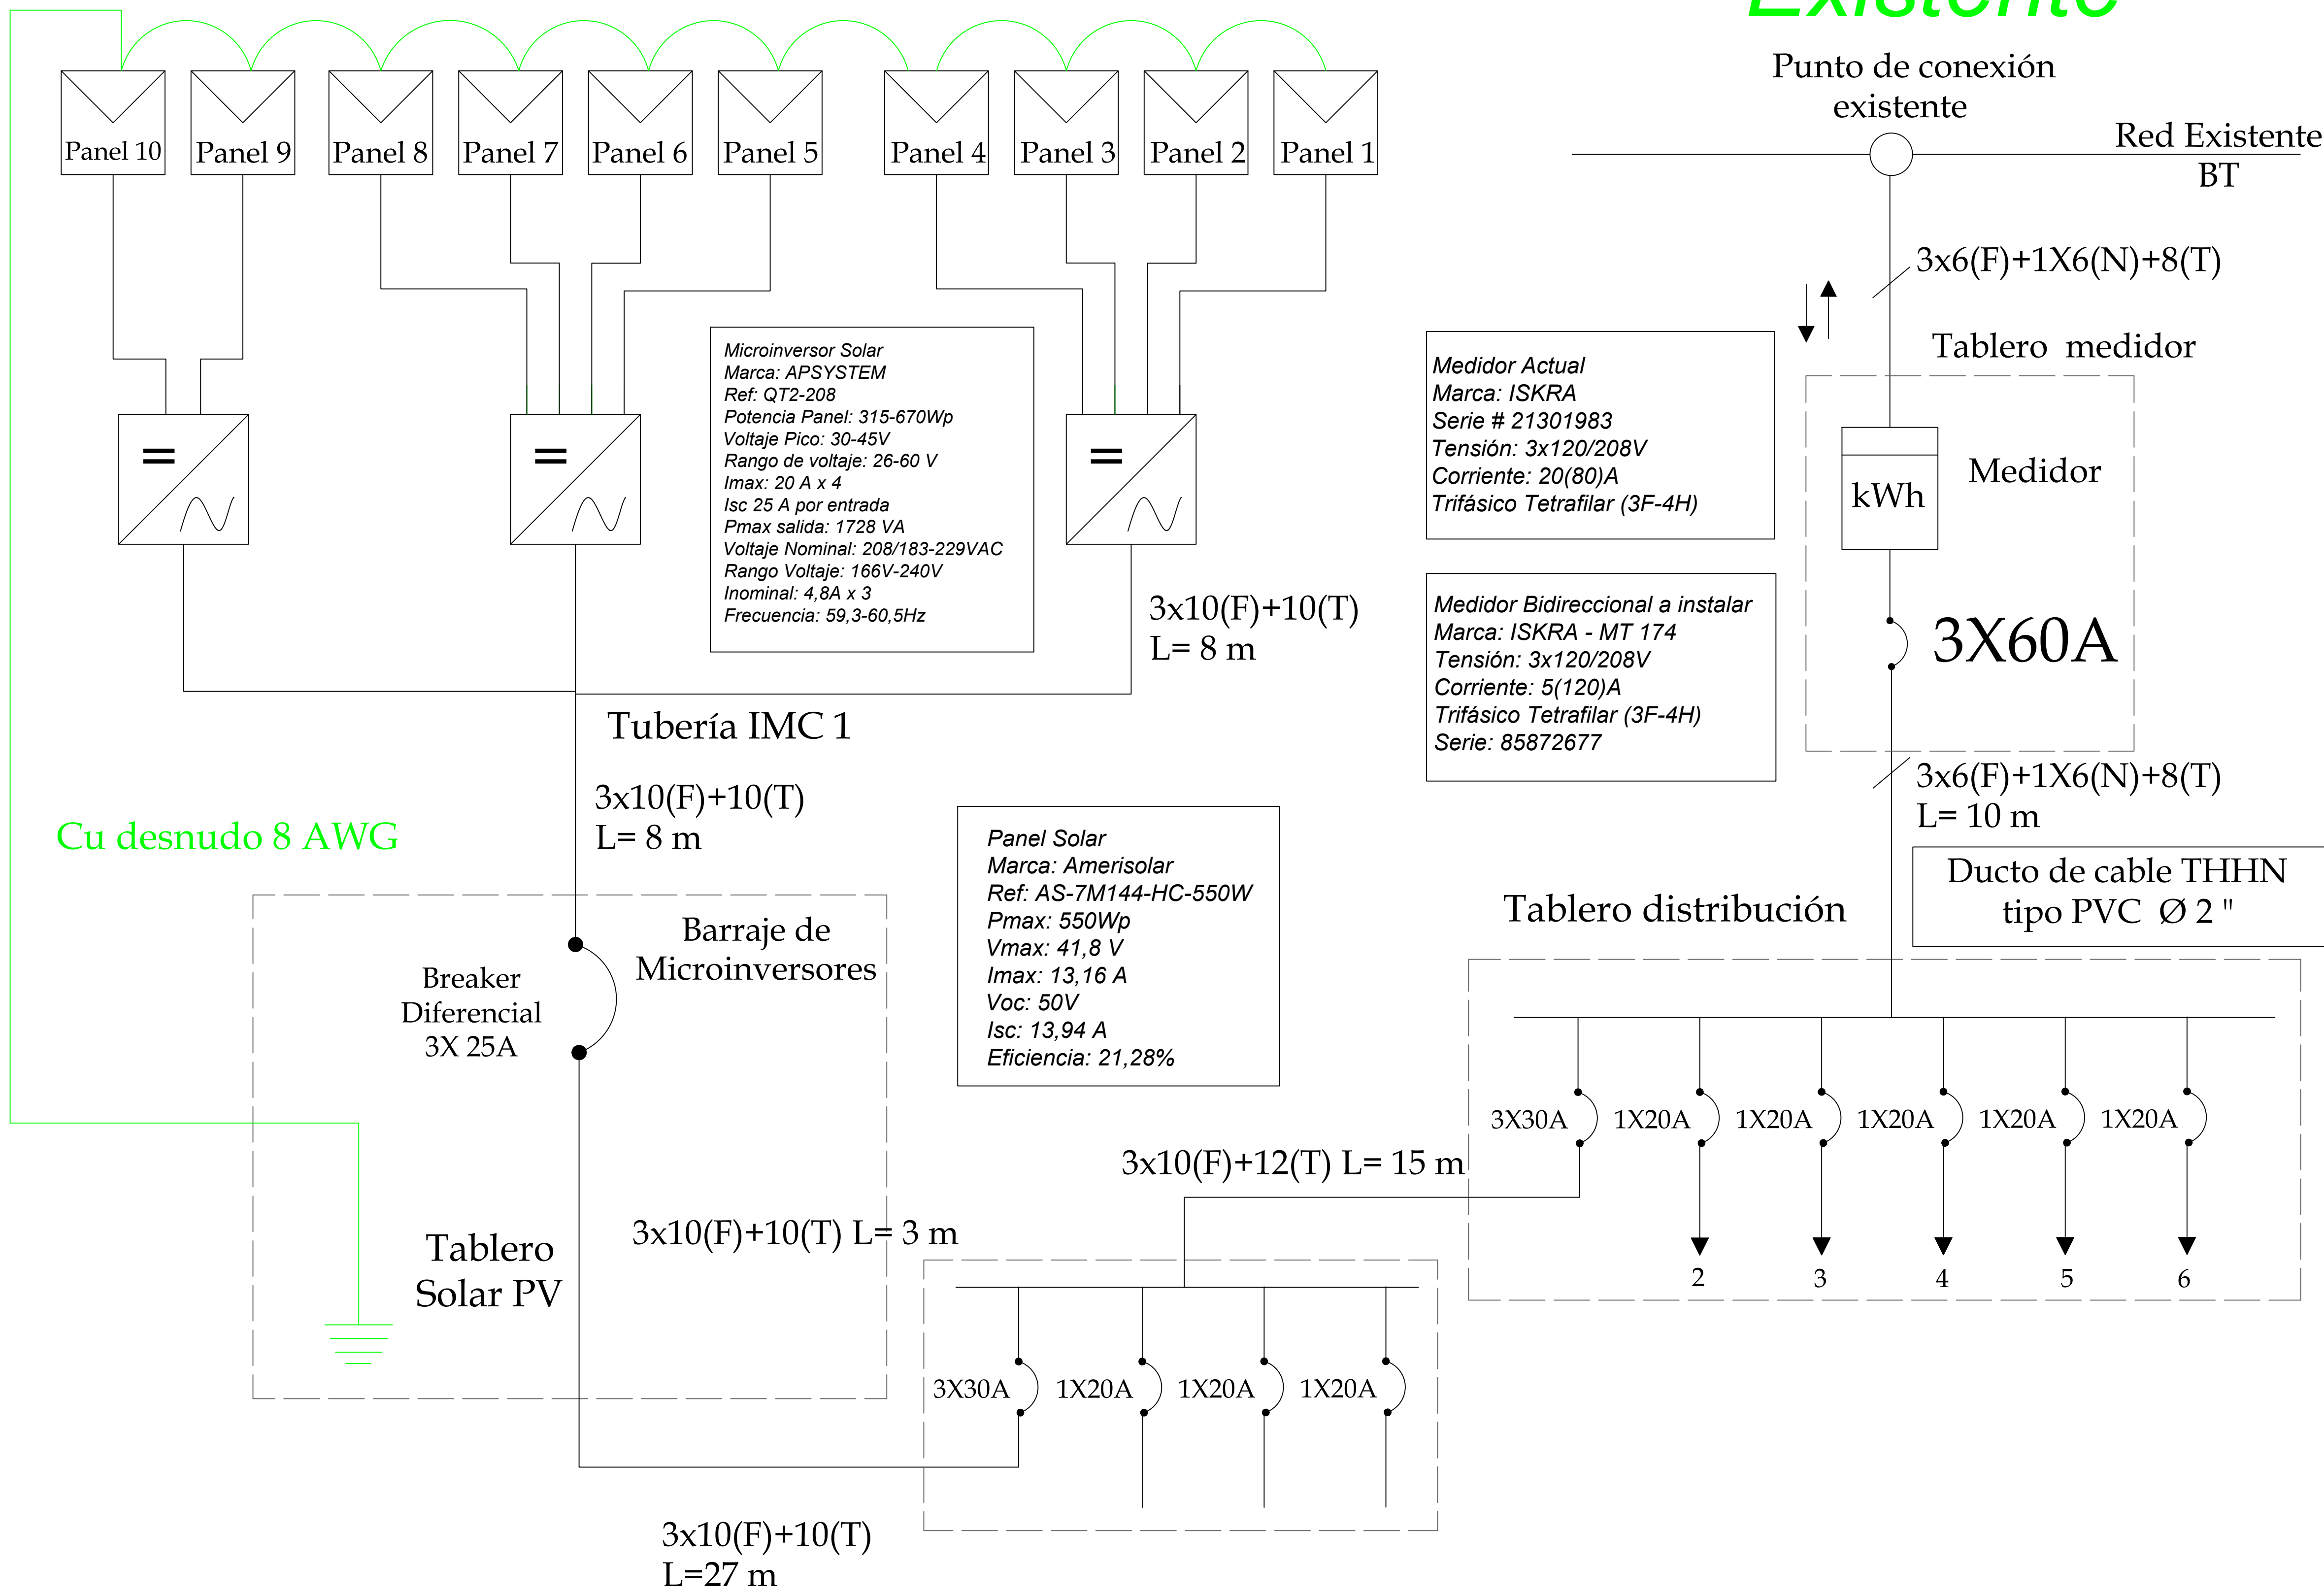 Existente
Punto de conexión
existente
Red Existente
BT
Panel 10
Panel 9
Panel 8
Panel 7
Panel 6
Panel 5
Panel 4
Panel 3
Panel 2
Panel 1
3x6(F)+1X6(N)+8(T)
Tablero medidor
Microinversor Solar
Marca: APSYSTEM
Ref: QT2-208
Potencia Panel: 315-670Wp
Voltaje Pico: 30-45V
Rango de voltaje: 26-60 V
Imax: 20 A x 4
Isc 25 A por entrada
Pmax salida: 1728 VA
Voltaje Nominal: 208/183-229VAC
Rango Voltaje: 166V-240V
Inominal: 4,8A x 3
Frecuencia: 59,3-60,5Hz
Medidor Actual
Marca: ISKRA
Serie # 21301983
Tensión: 3x120/208V
Corriente: 20(80)A
Trifásico Tetrafilar (3F-4H)
Medidor
kWh
=
=
=
3x10(F)+10(T)
L= 8 m
Medidor Bidireccional a instalar
Marca: ISKRA - MT 174
Tensión: 3x120/208V
Corriente: 5(120)A
Trifásico Tetrafilar (3F-4H)
Serie: 85872677
3X60A
Tubería IMC 1
3x10(F)+10(T)
L= 8 m
3x6(F)+1X6(N)+8(T)
L= 10 m
Cu desnudo 8 AWG
Panel Solar
Marca: Amerisolar
Ref: AS-7M144-HC-550W
Pmax: 550Wp
Vmax: 41,8 V
Imax: 13,16 A
Voc: 50V
Isc: 13,94 A
Eficiencia: 21,28%
Ducto de cable THHN
tipo PVC Ø 2 "
Tablero distribución
Barraje de
Microinversores
Breaker
Diferencial
3X 25A
3X30A
1X20A
1X20A
1X20A
1X20A
1X20A
3x10(F)+12(T) L= 15 m
3x10(F)+10(T) L= 3 m
Tablero
Solar PV
2
3
4
5
6
3X30A
1X20A
1X20A
1X20A
3x10(F)+10(T)
L=27 m